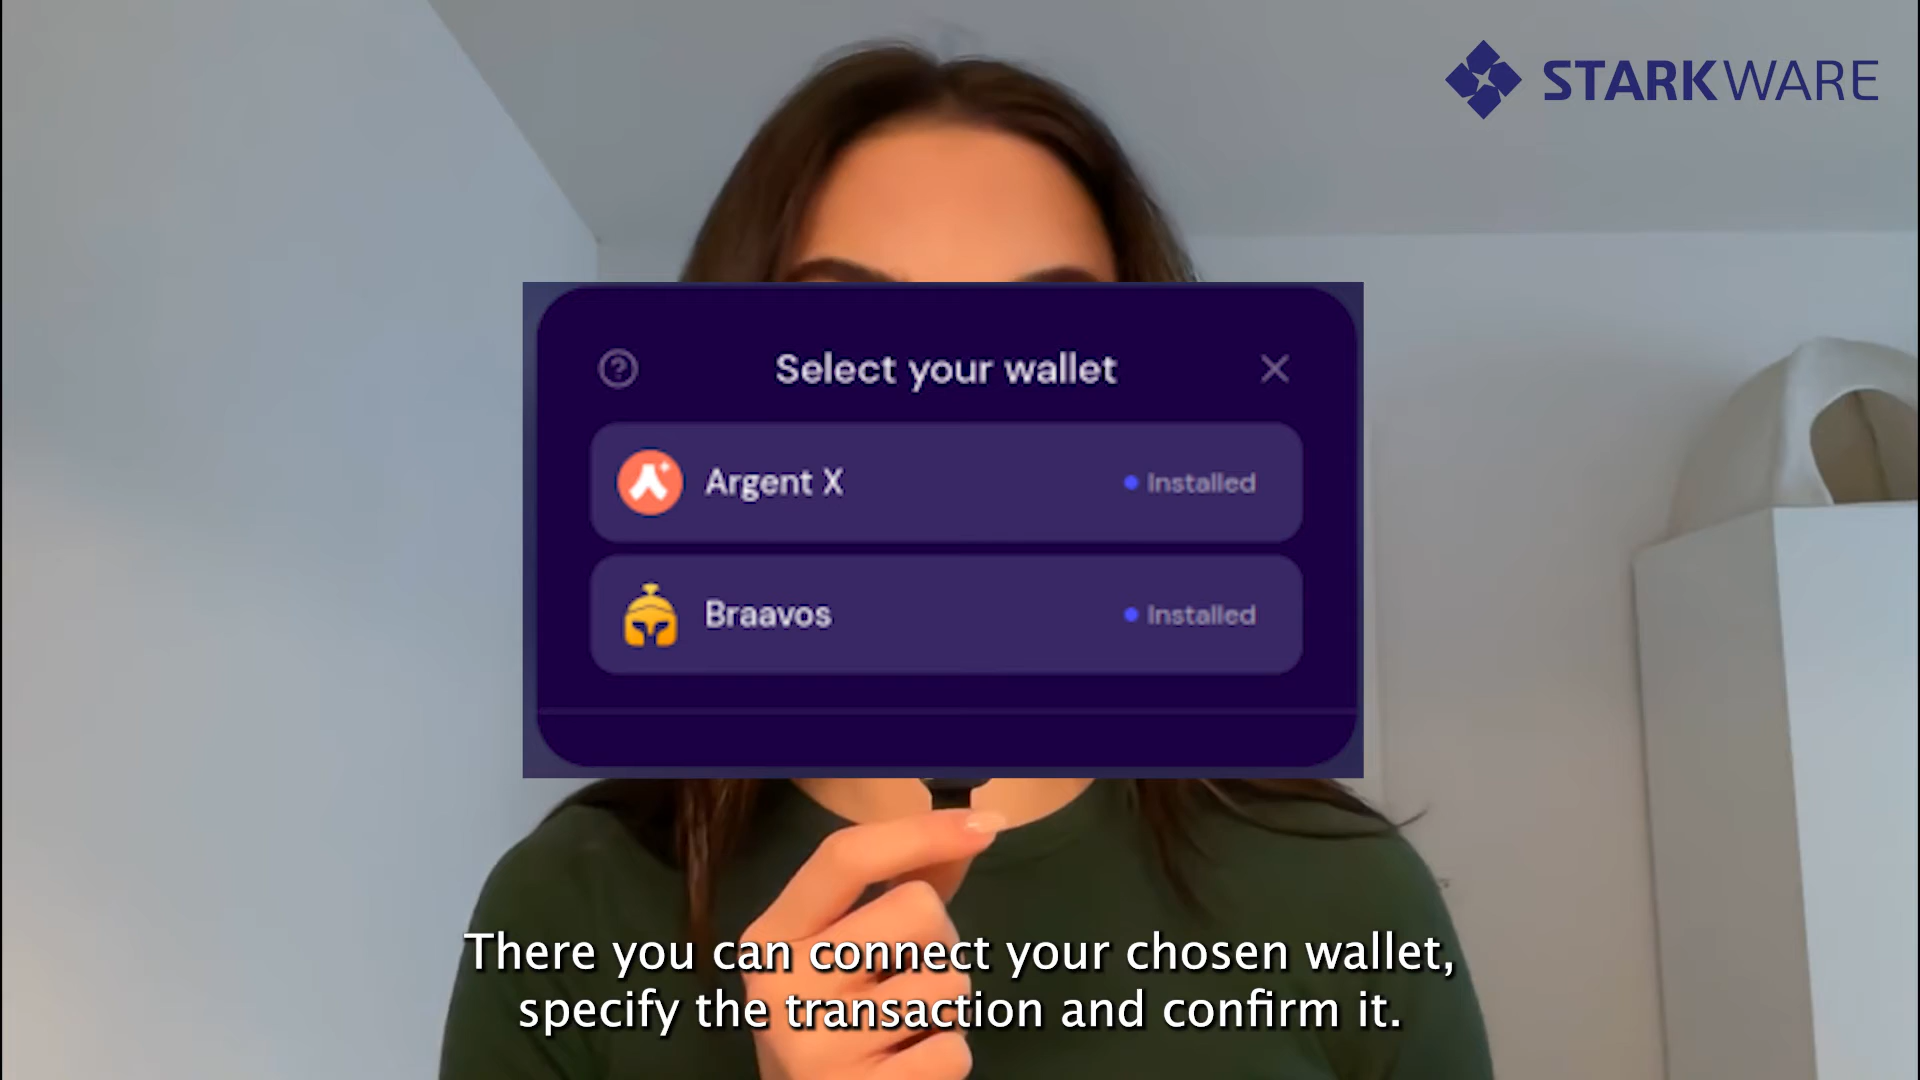 STARKWARE
Select your wallet
Argent X
Installed
Braavos
Installed
There you can connect your chosen wallet,
specify the transaction and confirm it.